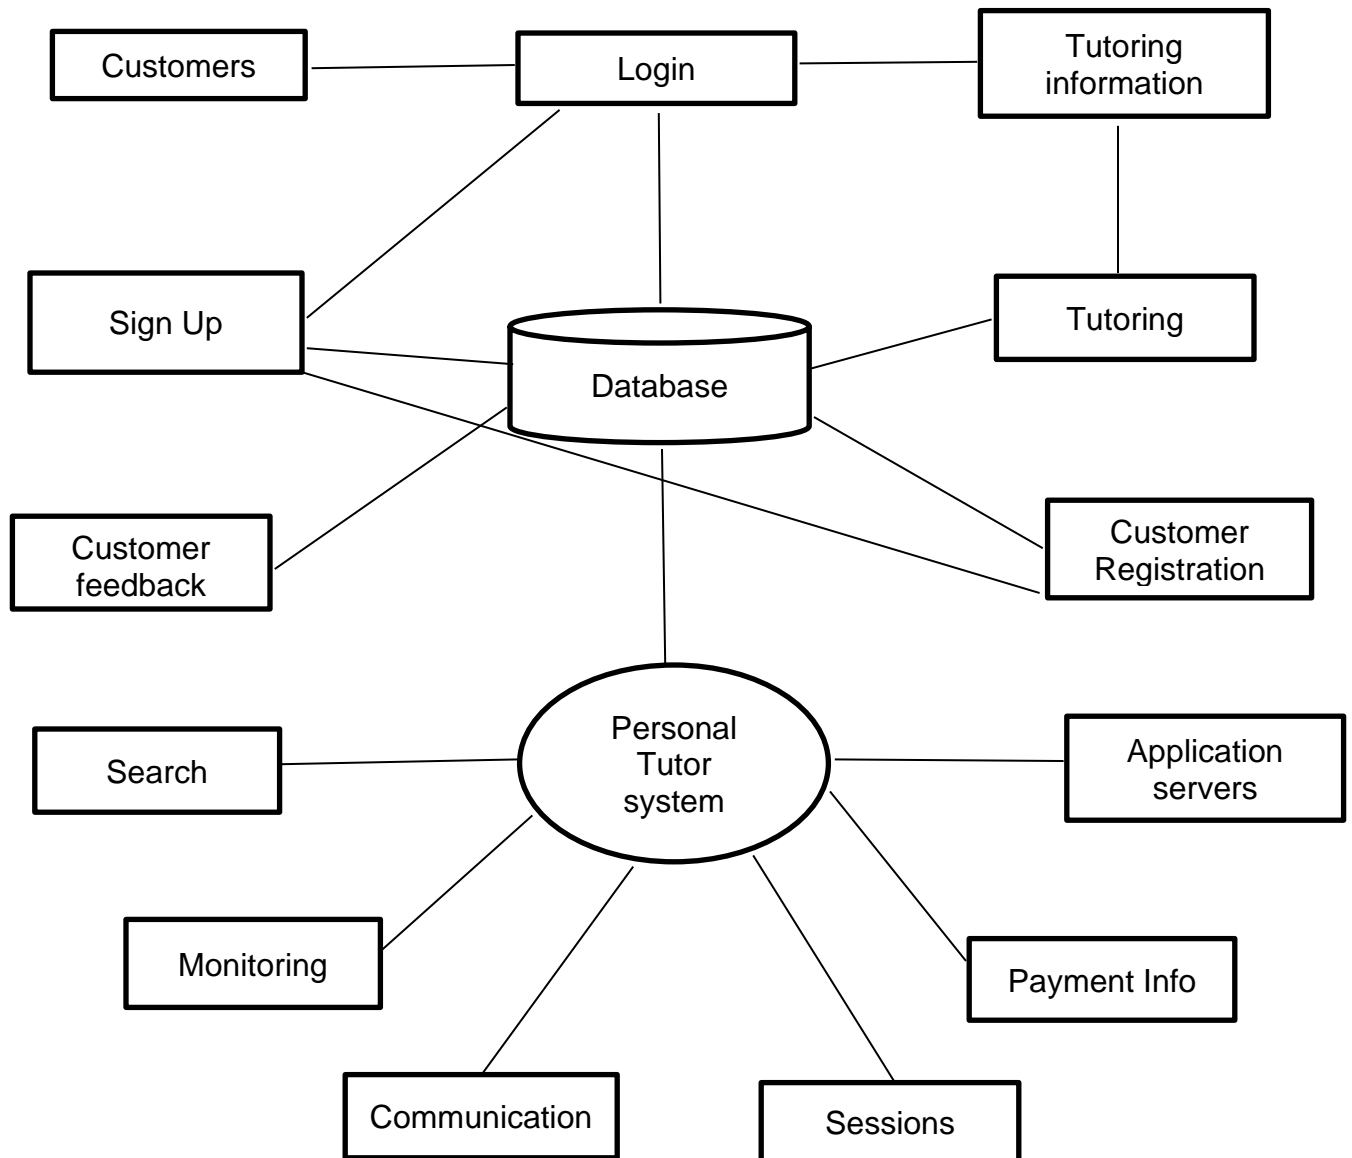 Customers
Login
Tutoring
information
Sign Up
Database
Tutoring
Customer
feedback
Customer
Registration
Personal
Tutor
system
Search
Application
servers
Monitoring
Payment Info
Communication
Sessions